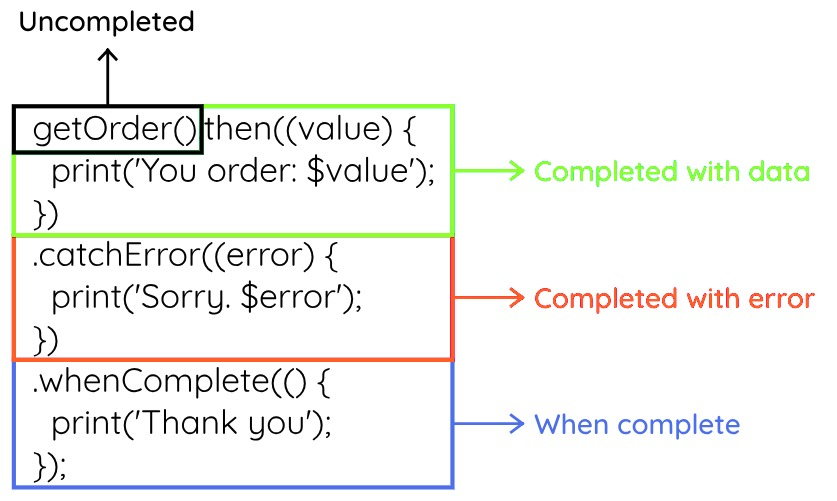 Uncompleted
getOrder().then((value) {
print('You order: $value');
})
Completed with data
.catchError((error) {
print('Sorry. $error');
})
Completed with error
.whenComplete(() {
print('Thank you');
});
When complete